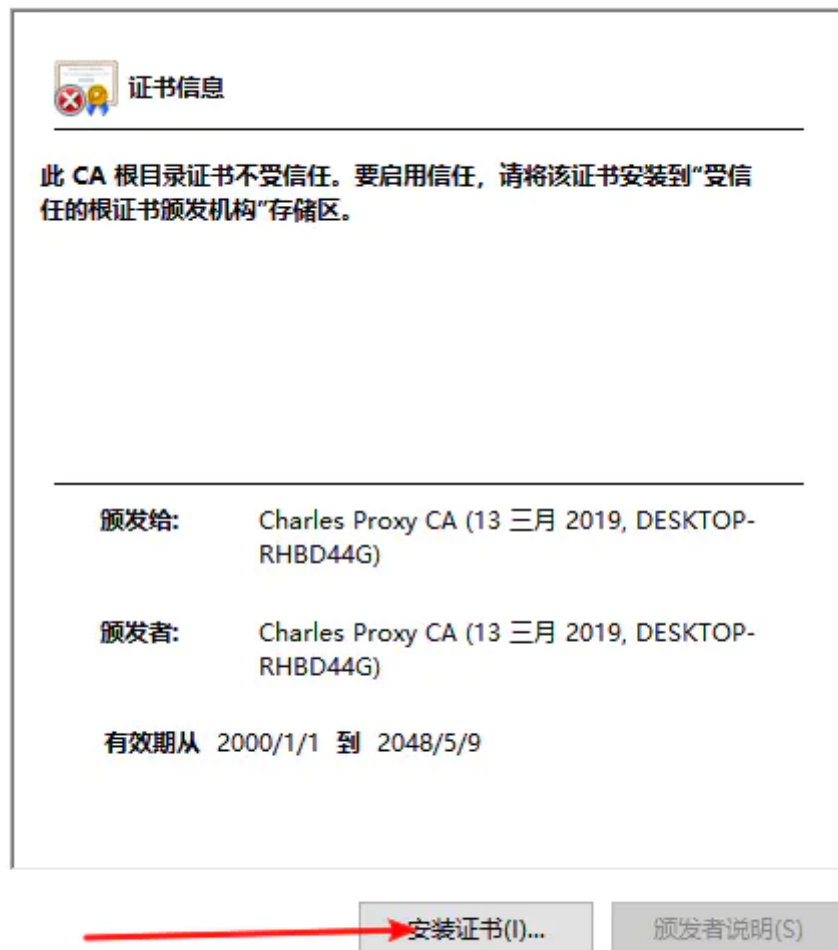 证书信息
此 CA 根目录证书不受信任。要启用信任，请将该证书安装到“受信
任的根证书颁发机构”存储区。
颁发给: Charles Proxy CA (13 三月 2019, DESKTOP-
RHBD44G)
颁发者: Charles Proxy CA (13 三月 2019, DESKTOP-
RHBD44G)
有效期从 2000/1/1 到 2048/5/9
安装证书(I)... 颁发者说明(S)